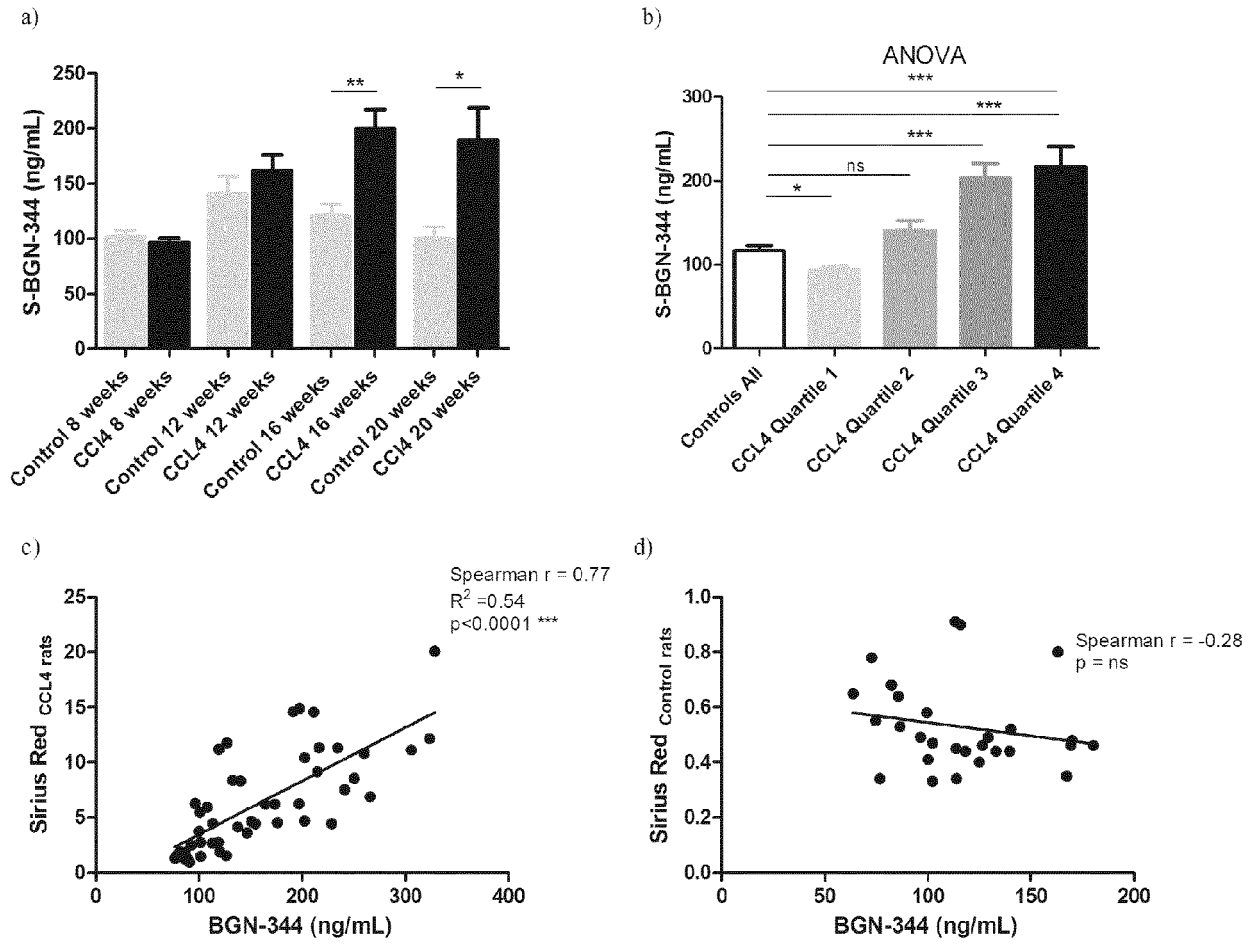 a)
S-BGN-344 (ng/mL)
250
200
150
100
50
0
**
*
Control 8 weeks
CCl4 8 weeks
Control 12 weeks
CCL4 12 weeks
Control 16 weeks
CCL4 16 weeks
Control 20 weeks
CCl4 20 weeks
b)
ANOVA
***
***
***
ns
*
S-BGN-344 (ng/mL)
300
200
100
0
Controls All
CCL4 Quartile 1
CCL4 Quartile 2
CCL4 Quartile 3
CCL4 Quartile 4
c)
Spearman r = 0.77
R² =0.54
p<0.0001 ***
Sirius Red CCL4 rats
25
20
15
10
5
0
0 100 200 300 400
BGN-344 (ng/mL)
d)
Spearman r = -0.28
p = ns
Sirius Red Control rats
1.0
0.8
0.6
0.4
0.2
0.0
0 50 100 150 200
BGN-344 (ng/mL)